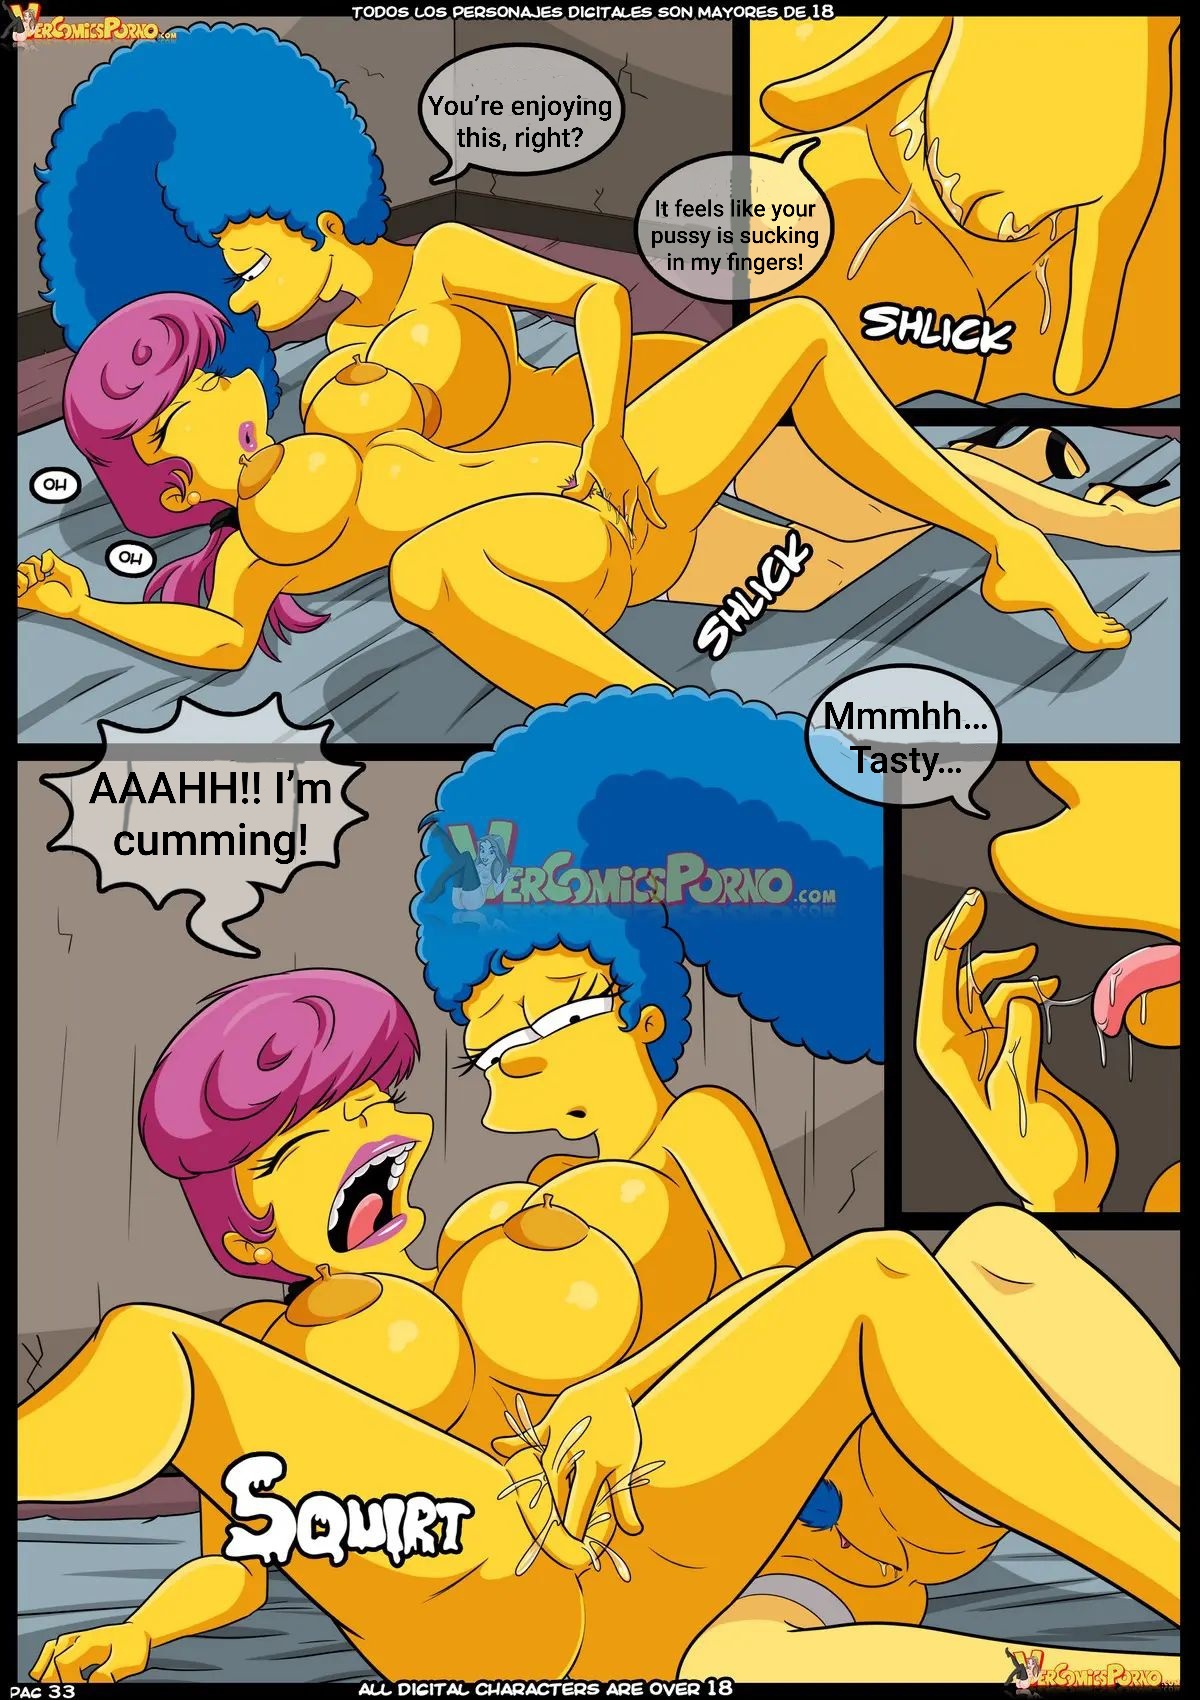 VERCOMICSPORNO.COM
TODOS LOS PERSONAJES DIGITALES SON MAYORES DE 18
You're enjoying
this, right?
It feels like your
pussy is sucking
in my fingers!
SHLICK
OH
OH
SHLICK
AAAHH!! I'm
cumming!
Mmmhh...
Tasty...
VERCOMICSPORNO.COM
SQUIRT
VERCOMICSPORNO.COM
PAG 33
ALL DIGITAL CHARACTERS ARE OVER 18